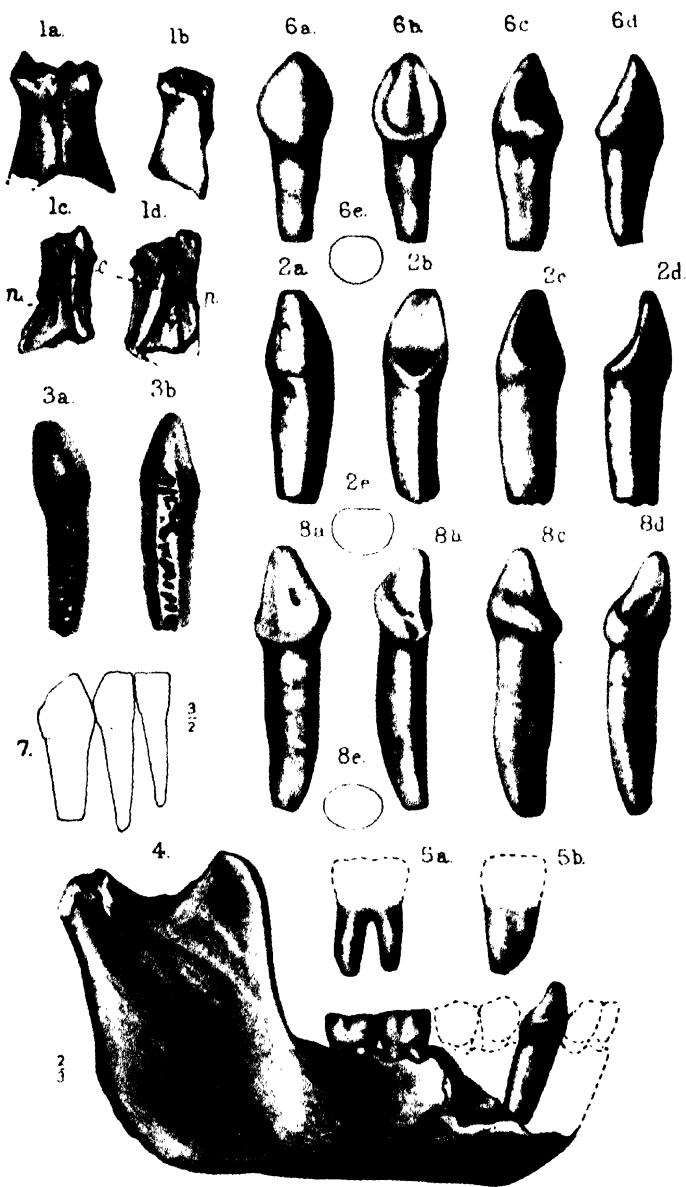 1a. 1b 6a. 6b. 6c 6d
1c. 1d. 6e.
c
n. n.
2a 2b 2c 2d.
3a. 3b
2e
8a 8b 8c 8d
7. 3/2
8e.
4. 5a. 5b.
2/3